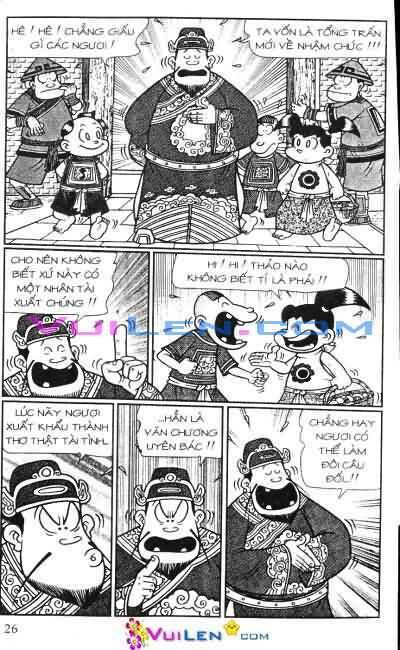 HÊ ! HÊ ! CHẲNG GIẤU
GÌ CÁC NGƯƠI !
TA VỐN LÀ TỔNG TRẤN
MỚI VỀ NHẬM CHỨC !!!
CHO NÊN KHÔNG
BIẾT XỨ NÀY CÓ
MỘT NHÂN TÀI
XUẤT CHÚNG !!
HI ! HI ! THẢO NÀO
KHÔNG BIẾT TÍ LÀ PHẢI !!
VUILEN.COM
LÚC NÃY NGƯƠI
XUẤT KHẨU THÀNH
THƠ THẬT TÀI TÌNH.
...HẲN LÀ
VĂN CHƯƠNG
UYÊN BÁC !!
CHẲNG HAY
NGƯƠI CÓ
THỂ LÀM
ĐÔI CÂU
ĐỐI.!!
26
VUILEN.COM